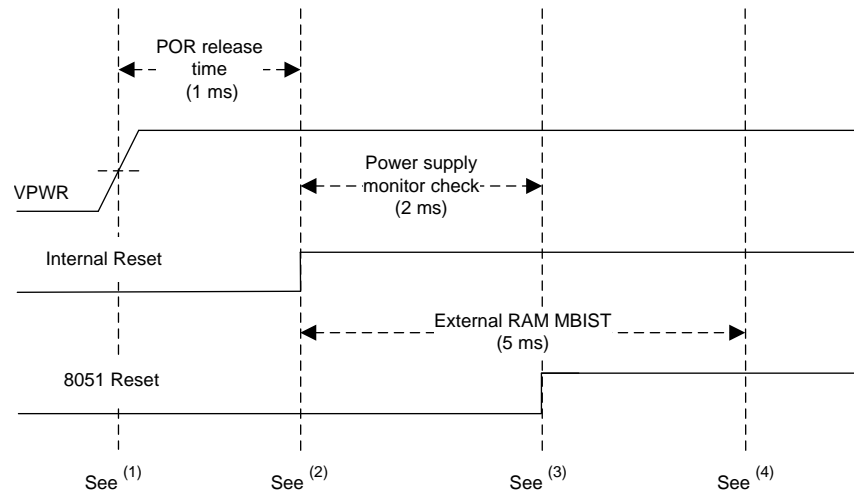 POR release
time
(1 ms)
VPWR
Power supply
monitor check
(2 ms)
Internal Reset
External RAM MBIST
(5 ms)
8051 Reset
See (1)
See (2)
See (3)
See (4)